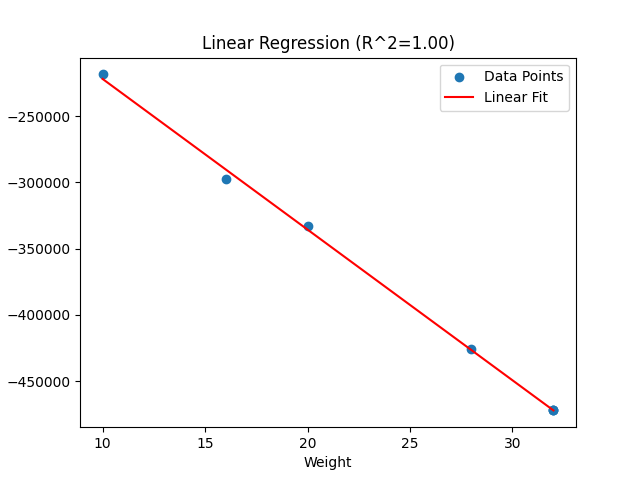 Linear Regression (R^2=1.00)
Data Points
Linear Fit
−250000
−300000
−350000
−400000
−450000
10
15
20
25
30
Weight